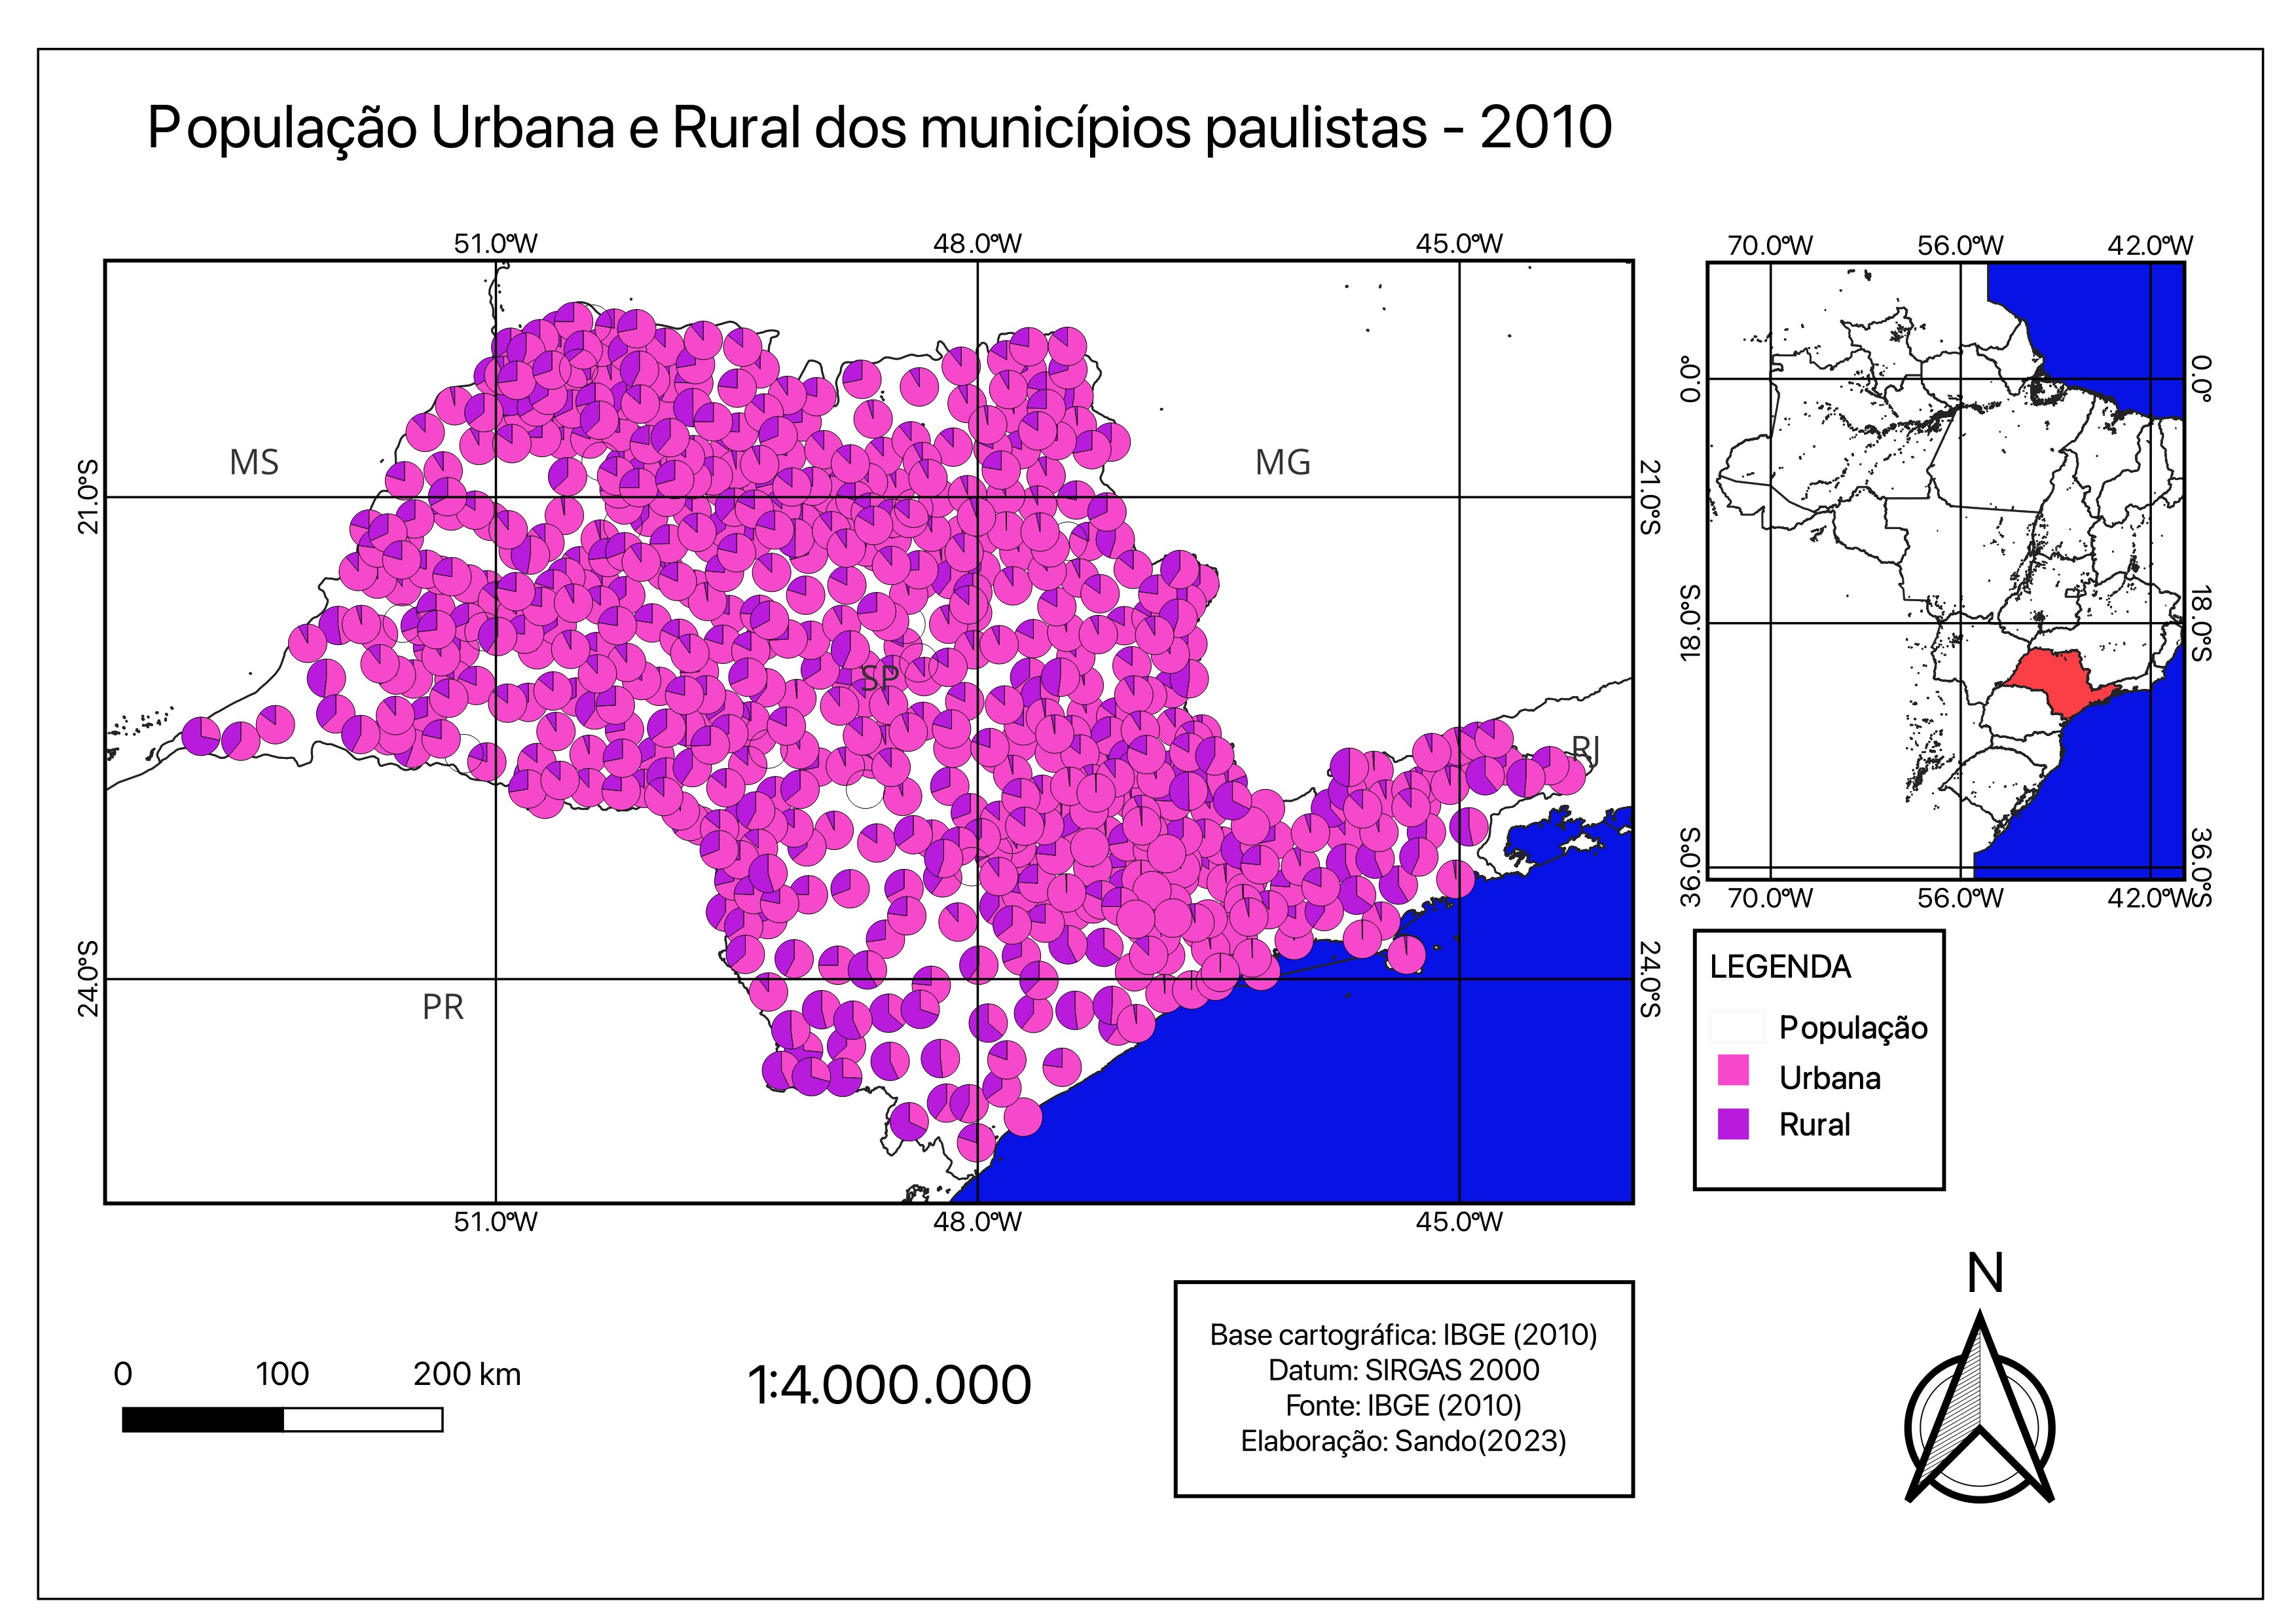 População Urbana e Rural dos municípios paulistas - 2010
51.0°W 48.0°W 45.0°W
70.0°W 56.0°W 42.0°W
MS
MG
SP
RJ
PR
21.0°S
24.0°S
21.0°S
24.0°S
51.0°W 48.0°W 45.0°W
0.0°
18.0°S
36.0°S
0.0°
18.0°S
36.0°S
70.0°W 56.0°W 42.0°W
LEGENDA
População
Urbana
Rural
N
0 100 200 km
1:4.000.000
Base cartográfica: IBGE (2010)
Datum: SIRGAS 2000
Fonte: IBGE (2010)
Elaboração: Sando(2023)